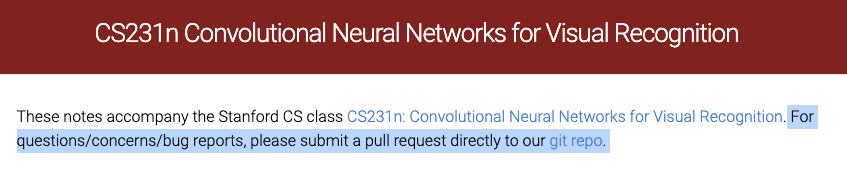 CS231n Convolutional Neural Networks for Visual Recognition
These notes accompany the Stanford CS class CS231n: Convolutional Neural Networks for Visual Recognition. For
questions/concerns/bug reports, please submit a pull request directly to our git repo.